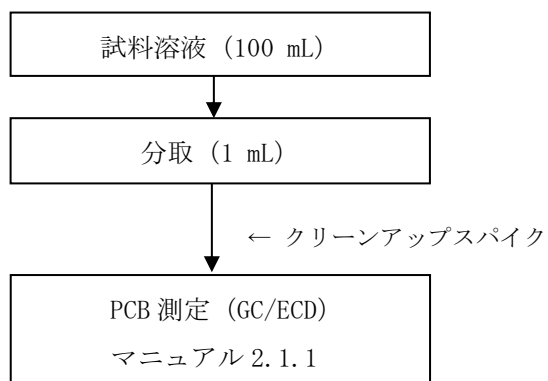 試料溶液 (100 mL)
分取 (1 mL)
← クリーンアップスパイク
PCB 測定 (GC/ECD)
マニュアル 2.1.1